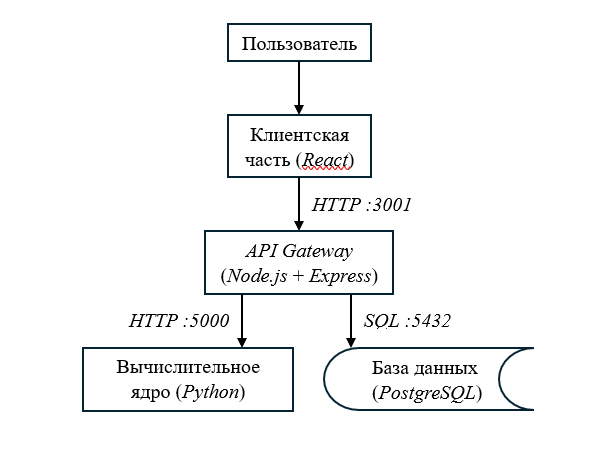 Пользователь
Клиентская
часть (React)
HTTP :3001
API Gateway
(Node.js + Express)
HTTP :5000
SQL :5432
Вычислительное
ядро (Python)
База данных
(PostgreSQL)